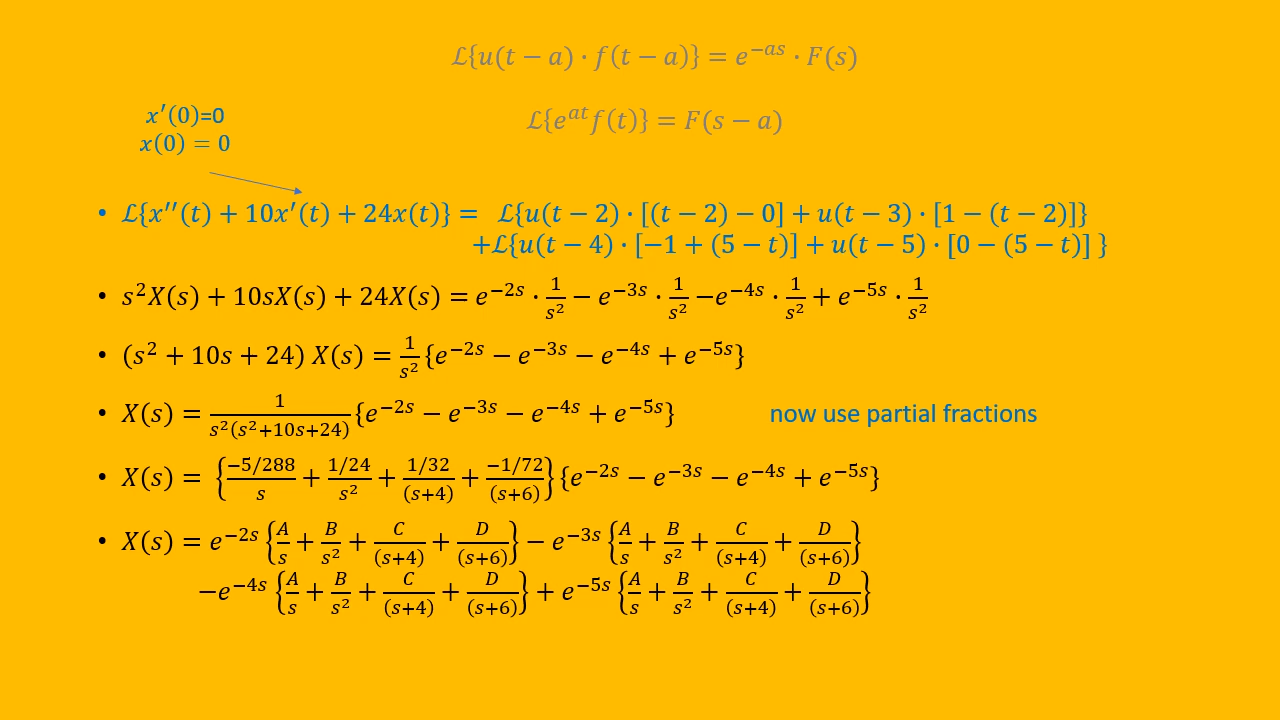 ℒ{u(t − a) · f(t − a)} = e^{−as} · F(s)
x′(0)=0
ℒ{e^{at}f(t)} = F(s − a)
x(0) = 0
• ℒ{x′′(t) + 10x′(t) + 24x(t)} = ℒ{u(t − 2) · [(t − 2) − 0] + u(t − 3) · [1 − (t − 2)]}
+ℒ{u(t − 4) · [−1 + (5 − t)] + u(t − 5) · [0 − (5 − t)] }
• s²X(s) + 10sX(s) + 24X(s) = e^{−2s} · 1/s² − e^{−3s} · 1/s² −e^{−4s} · 1/s² + e^{−5s} · 1/s²
• (s² + 10s + 24) X(s) = 1/s² {e^{−2s} − e^{−3s} − e^{−4s} + e^{−5s}}
• X(s) = 1/(s²(s²+10s+24)) {e^{−2s} − e^{−3s} − e^{−4s} + e^{−5s}} now use partial fractions
• X(s) = {(−5/288)/s + (1/24)/s² + (1/32)/(s+4) + (−1/72)/(s+6)} {e^{−2s} − e^{−3s} − e^{−4s} + e^{−5s}}
• X(s) = e^{−2s} {A/s + B/s² + C/(s+4) + D/(s+6)} − e^{−3s} {A/s + B/s² + C/(s+4) + D/(s+6)}
−e^{−4s} {A/s + B/s² + C/(s+4) + D/(s+6)} + e^{−5s} {A/s + B/s² + C/(s+4) + D/(s+6)}